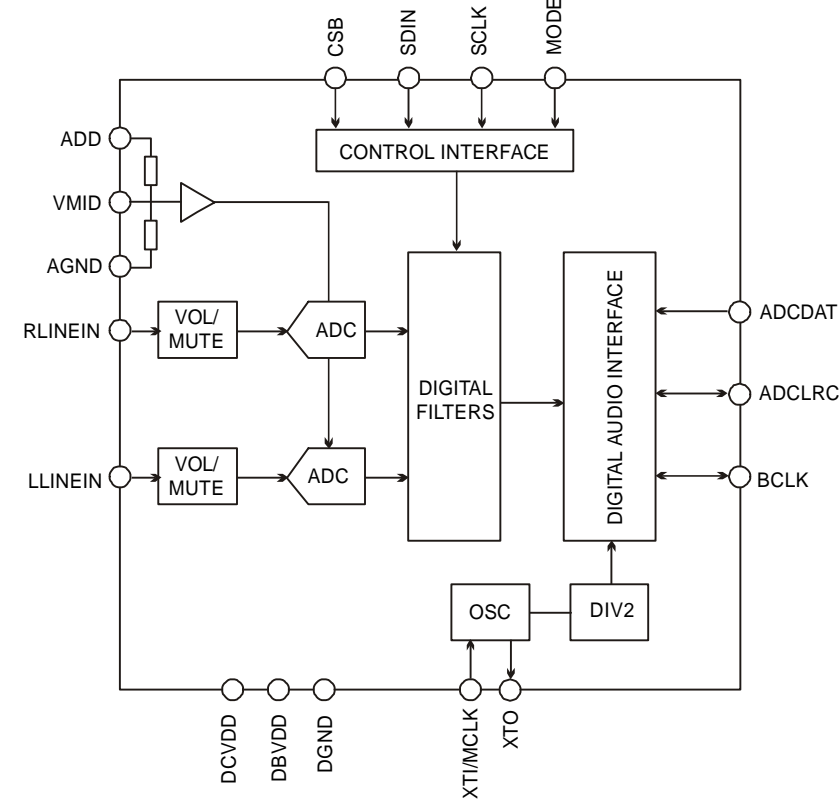 CSB
SDIN
SCLK
MODE
ADD
VMID
AGND
CONTROL INTERFACE
RLINEIN
VOL/
MUTE
ADC
LLINEIN
VOL/
MUTE
ADC
DIGITAL
FILTERS
DIGITAL AUDIO INTERFACE
ADCDAT
ADCLRC
BCLK
OSC
DIV2
DCVDD
DBVDD
DGND
XTI/MCLK
XTO